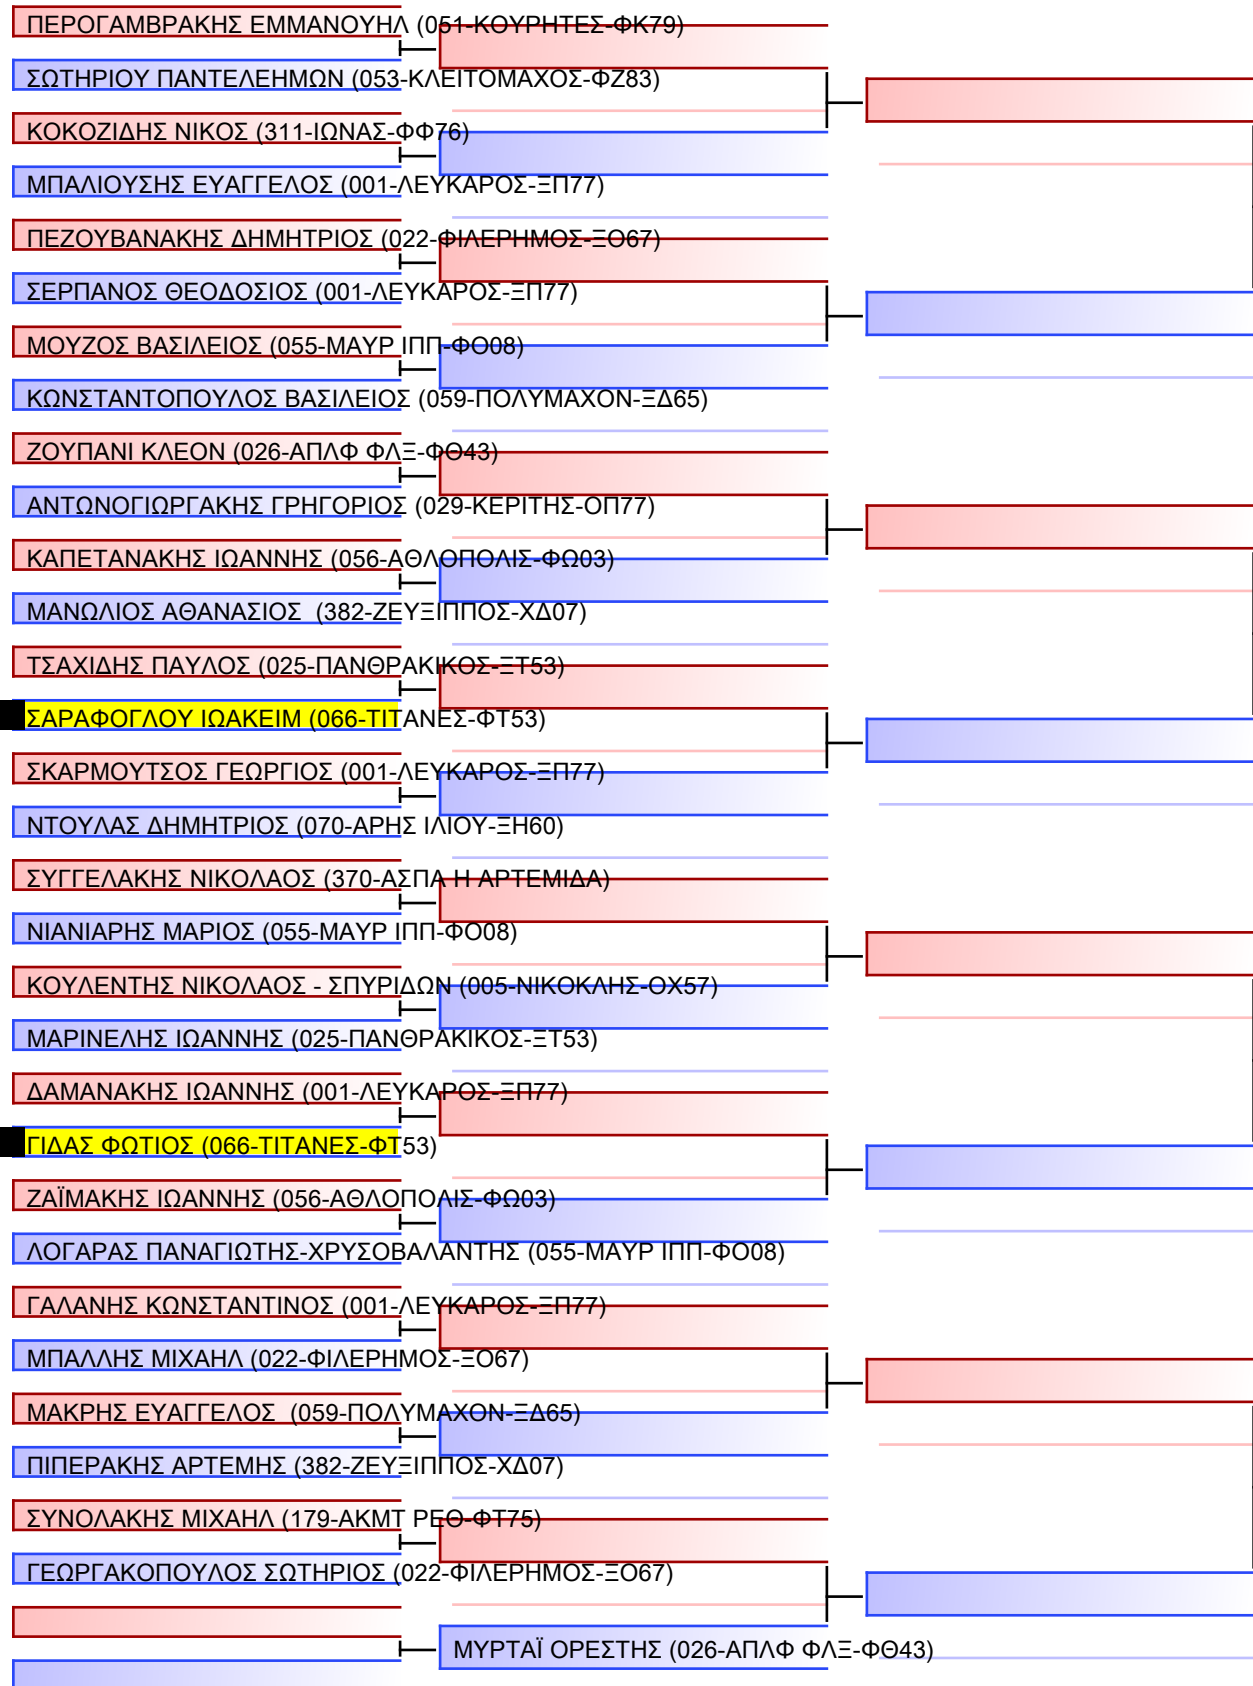 ΠΕΡΟΓΑΜΒΡΑΚΗΣ ΕΜΜΑΝΟΥΗΛ (051-ΚΟΥΡΗΤΕΣ-ΦΚ79)
ΣΩΤΗΡΙΟΥ ΠΑΝΤΕΛΕΗΜΩΝ (053-ΚΛΕΙΤΟΜΑΧΟΣ-ΦΖ83)
ΚΟΚΟΖΙΔΗΣ ΝΙΚΟΣ (311-ΙΩΝΑΣ-ΦΦ76)
ΜΠΑΛΙΟΥΣΗΣ ΕΥΑΓΓΕΛΟΣ (001-ΛΕΥΚΑΡΟΣ-ΞΠ77)
ΠΕΖΟΥΒΑΝΑΚΗΣ ΔΗΜΗΤΡΙΟΣ (022-ΦΙΛΕΡΗΜΟΣ-ΞΟ67)
ΣΕΡΠΑΝΟΣ ΘΕΟΔΟΣΙΟΣ (001-ΛΕΥΚΑΡΟΣ-ΞΠ77)
ΜΟΥΖΟΣ ΒΑΣΙΛΕΙΟΣ (055-ΜΑΥΡ ΙΠΠ-ΦΟ08)
ΚΩΝΣΤΑΝΤΟΠΟΥΛΟΣ ΒΑΣΙΛΕΙΟΣ (059-ΠΟΛΥΜΑΧΟΝ-ΞΔ65)
ΖΟΥΠΑΝΙ ΚΛΕΟΝ (026-ΑΠΛΦ ΦΛΞ-ΦΘ43)
ΑΝΤΩΝΟΓΙΩΡΓΑΚΗΣ ΓΡΗΓΟΡΙΟΣ (029-ΚΕΡΙΤΗΣ-ΟΠ77)
ΚΑΠΕΤΑΝΑΚΗΣ ΙΩΑΝΝΗΣ (056-ΑΘΛΟΠΟΛΙΣ-ΦΩ03)
ΜΑΝΩΛΙΟΣ ΑΘΑΝΑΣΙΟΣ  (382-ΖΕΥΞΙΠΠΟΣ-ΧΔ07)
ΤΣΑΧΙΔΗΣ ΠΑΥΛΟΣ (025-ΠΑΝΘΡΑΚΙΚΟΣ-ΞΤ53)
ΣΑΡΑΦΟΓΛΟΥ ΙΩΑΚΕΙΜ (066-ΤΙΤΑΝΕΣ-ΦΤ53)
ΣΚΑΡΜΟΥΤΣΟΣ ΓΕΩΡΓΙΟΣ (001-ΛΕΥΚΑΡΟΣ-ΞΠ77)
ΝΤΟΥΛΑΣ ΔΗΜΗΤΡΙΟΣ (070-ΑΡΗΣ ΙΛΙΟΥ-ΞΗ60)
ΣΥΓΓΕΛΑΚΗΣ ΝΙΚΟΛΑΟΣ (370-ΑΣΠΑ Η ΑΡΤΕΜΙΔΑ)
ΝΙΑΝΙΑΡΗΣ ΜΑΡΙΟΣ (055-ΜΑΥΡ ΙΠΠ-ΦΟ08)
ΚΟΥΛΕΝΤΗΣ ΝΙΚΟΛΑΟΣ - ΣΠΥΡΙΔΩΝ (005-ΝΙΚΟΚΛΗΣ-ΟΧ57)
ΜΑΡΙΝΕΛΗΣ ΙΩΑΝΝΗΣ (025-ΠΑΝΘΡΑΚΙΚΟΣ-ΞΤ53)
ΔΑΜΑΝΑΚΗΣ ΙΩΑΝΝΗΣ (001-ΛΕΥΚΑΡΟΣ-ΞΠ77)
ΓΙΔΑΣ ΦΩΤΙΟΣ (066-ΤΙΤΑΝΕΣ-ΦΤ53)
ΖΑΪΜΑΚΗΣ ΙΩΑΝΝΗΣ (056-ΑΘΛΟΠΟΛΙΣ-ΦΩ03)
ΛΟΓΑΡΑΣ ΠΑΝΑΓΙΩΤΗΣ-ΧΡΥΣΟΒΑΛΑΝΤΗΣ (055-ΜΑΥΡ ΙΠΠ-ΦΟ08)
ΓΑΛΑΝΗΣ ΚΩΝΣΤΑΝΤΙΝΟΣ (001-ΛΕΥΚΑΡΟΣ-ΞΠ77)
ΜΠΑΛΛΗΣ ΜΙΧΑΗΛ (022-ΦΙΛΕΡΗΜΟΣ-ΞΟ67)
ΜΑΚΡΗΣ ΕΥΑΓΓΕΛΟΣ  (059-ΠΟΛΥΜΑΧΟΝ-ΞΔ65)
ΠΙΠΕΡΑΚΗΣ ΑΡΤΕΜΗΣ (382-ΖΕΥΞΙΠΠΟΣ-ΧΔ07)
ΣΥΝΟΛΑΚΗΣ ΜΙΧΑΗΛ (179-ΑΚΜΤ ΡΕΘ-ΦΤ75)
ΓΕΩΡΓΑΚΟΠΟΥΛΟΣ ΣΩΤΗΡΙΟΣ (022-ΦΙΛΕΡΗΜΟΣ-ΞΟ67)
ΜΥΡΤΑΪ ΟΡΕΣΤΗΣ (026-ΑΠΛΦ ΦΛΞ-ΦΘ43)